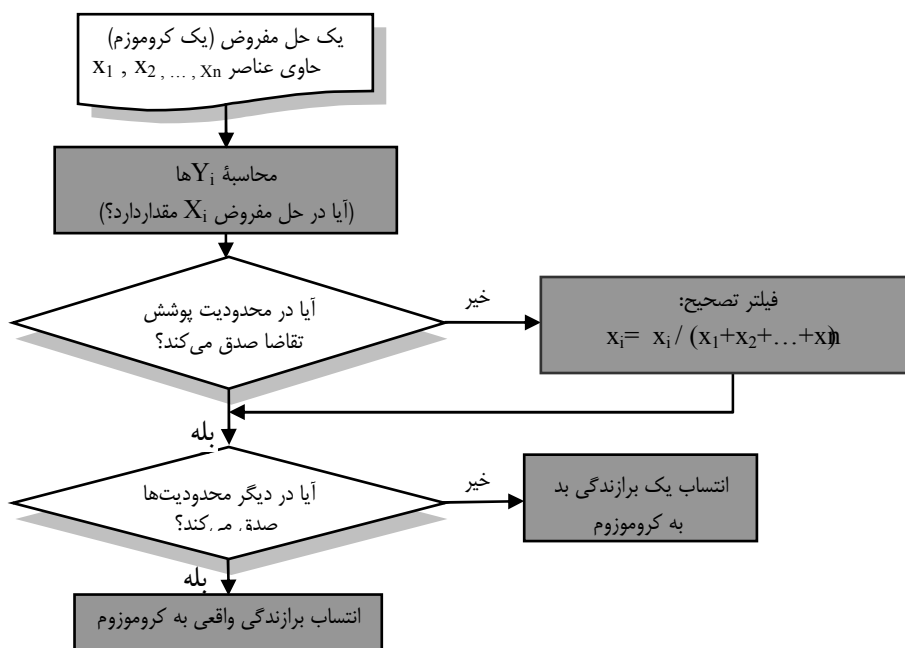 یک حل مفروض (یک کروموزم)
حاوی عناصر x1 , x2 , … , Xn
محاسبۀ Yiها
(آیا در حل مفروض Xi مقداردارد؟)
آیا در محدودیت پوشش
تقاضا صدق می‌کند؟
خیر
فیلتر تصحیح:
xi= xi / (x1+x2+…+xn)
بله
آیا در دیگر محدودیت‌ها
صدق می‌کند؟
خیر
انتساب یک برازندگی بد
به کروموزوم
بله
انتساب برازندگی واقعی به کروموزوم